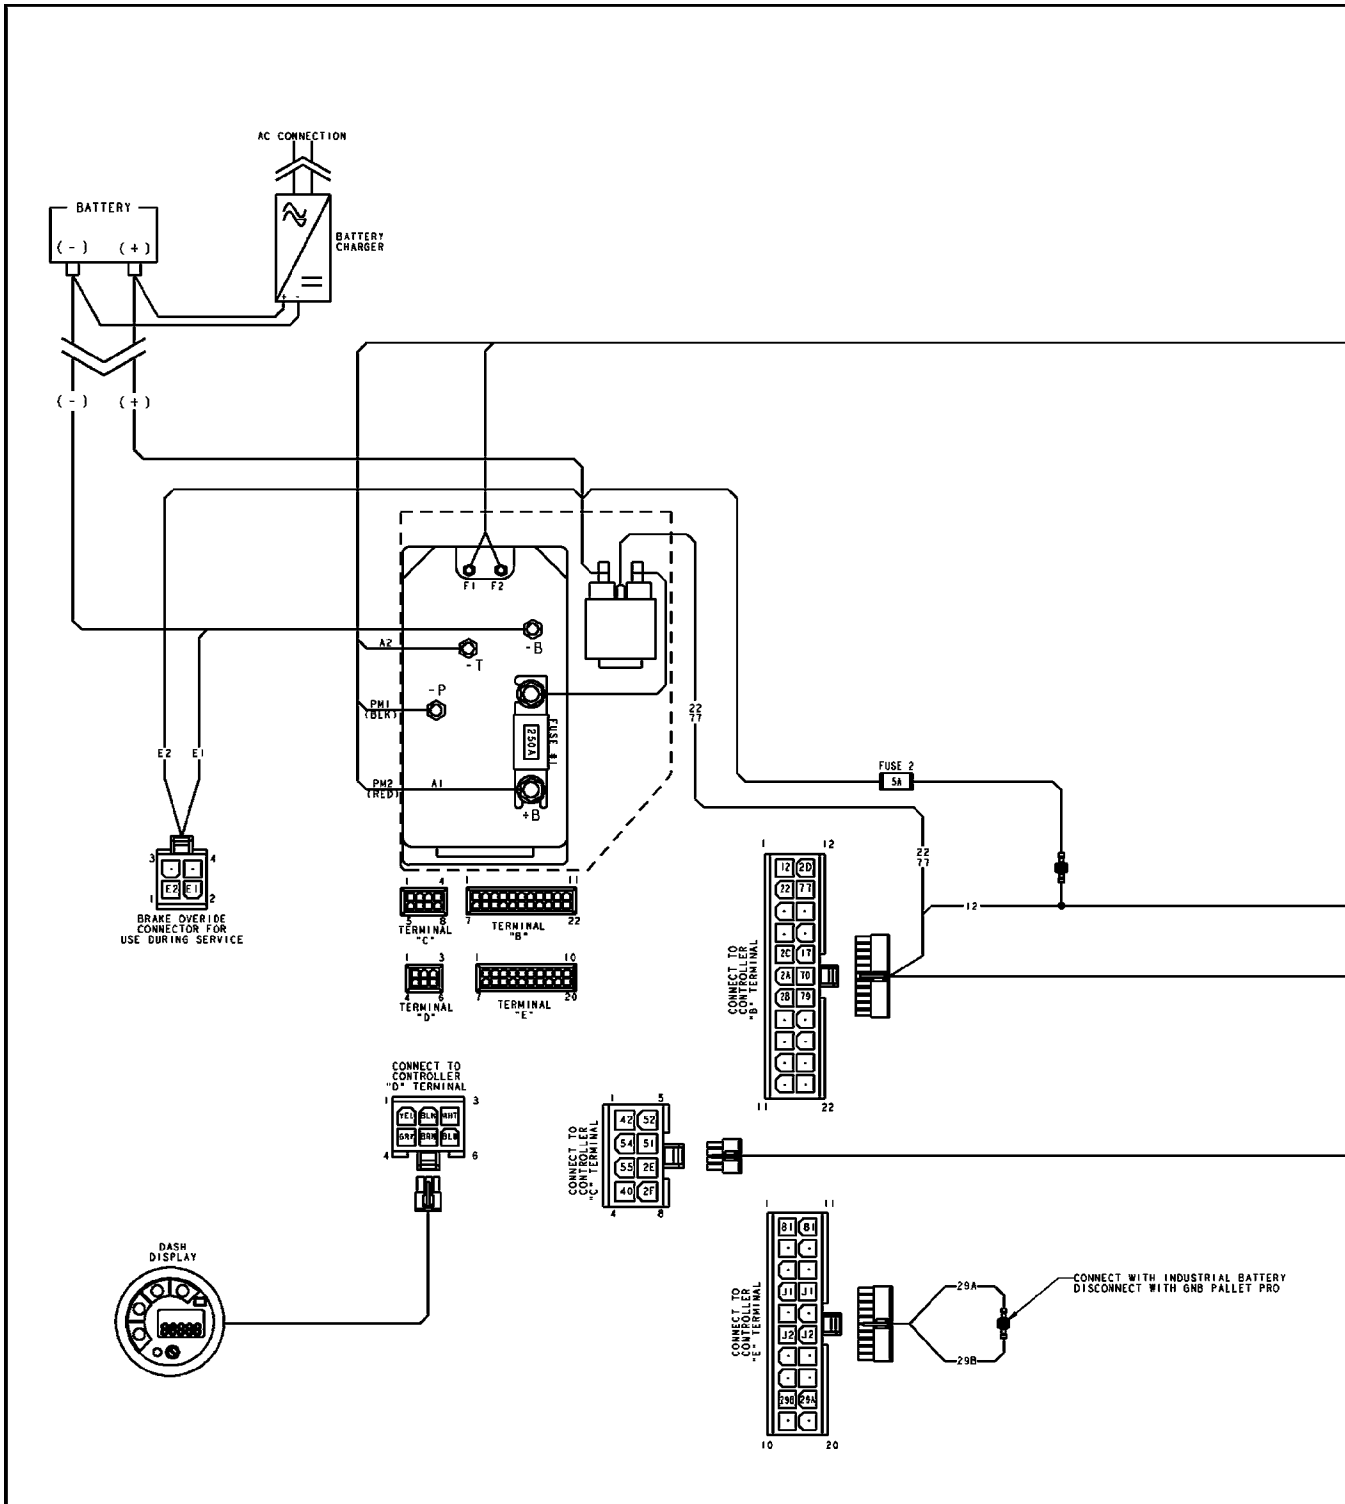 AC CONNECTION
BATTERY
(-) (+)
BATTERY
CHARGER
+ -
(-) (+)
F1 F2
A2
-B
-T
-P
PM1
(BLK)
22
77
FUSE #1
250A
E2 E1
PM2
(RED)
A1
+B
FUSE 2
5A
3 4
E2 E1
1 2
BRAKE OVERIDE
CONNECTOR FOR
USE DURING SERVICE
1 4
5 8
TERMINAL
"C"
1 11
7 22
TERMINAL
"B"
1 3
4 6
TERMINAL
"D"
1 10
7 20
TERMINAL
"E"
1 12
12 2D
22 77
2C 17
2A 7D
2B 79
11 22
CONNECT TO
CONTROLLER
"B" TERMINAL
22
77
12
CONNECT TO
CONTROLLER
"D" TERMINAL
1 3
YEL BLK WHT
GRY BRN BLU
4 6
1 5
42 52
54 51
55 2E
40 2F
4 8
CONNECT TO
CONTROLLER
"C" TERMINAL
DASH
DISPLAY
88888
1 11
81 81
J1 J1
J2 J2
29B 29A
10 20
CONNECT TO
CONTROLLER
"E" TERMINAL
29A
29B
CONNECT WITH INDUSTRIAL BATTERY
DISCONNECT WITH GNB PALLET PRO